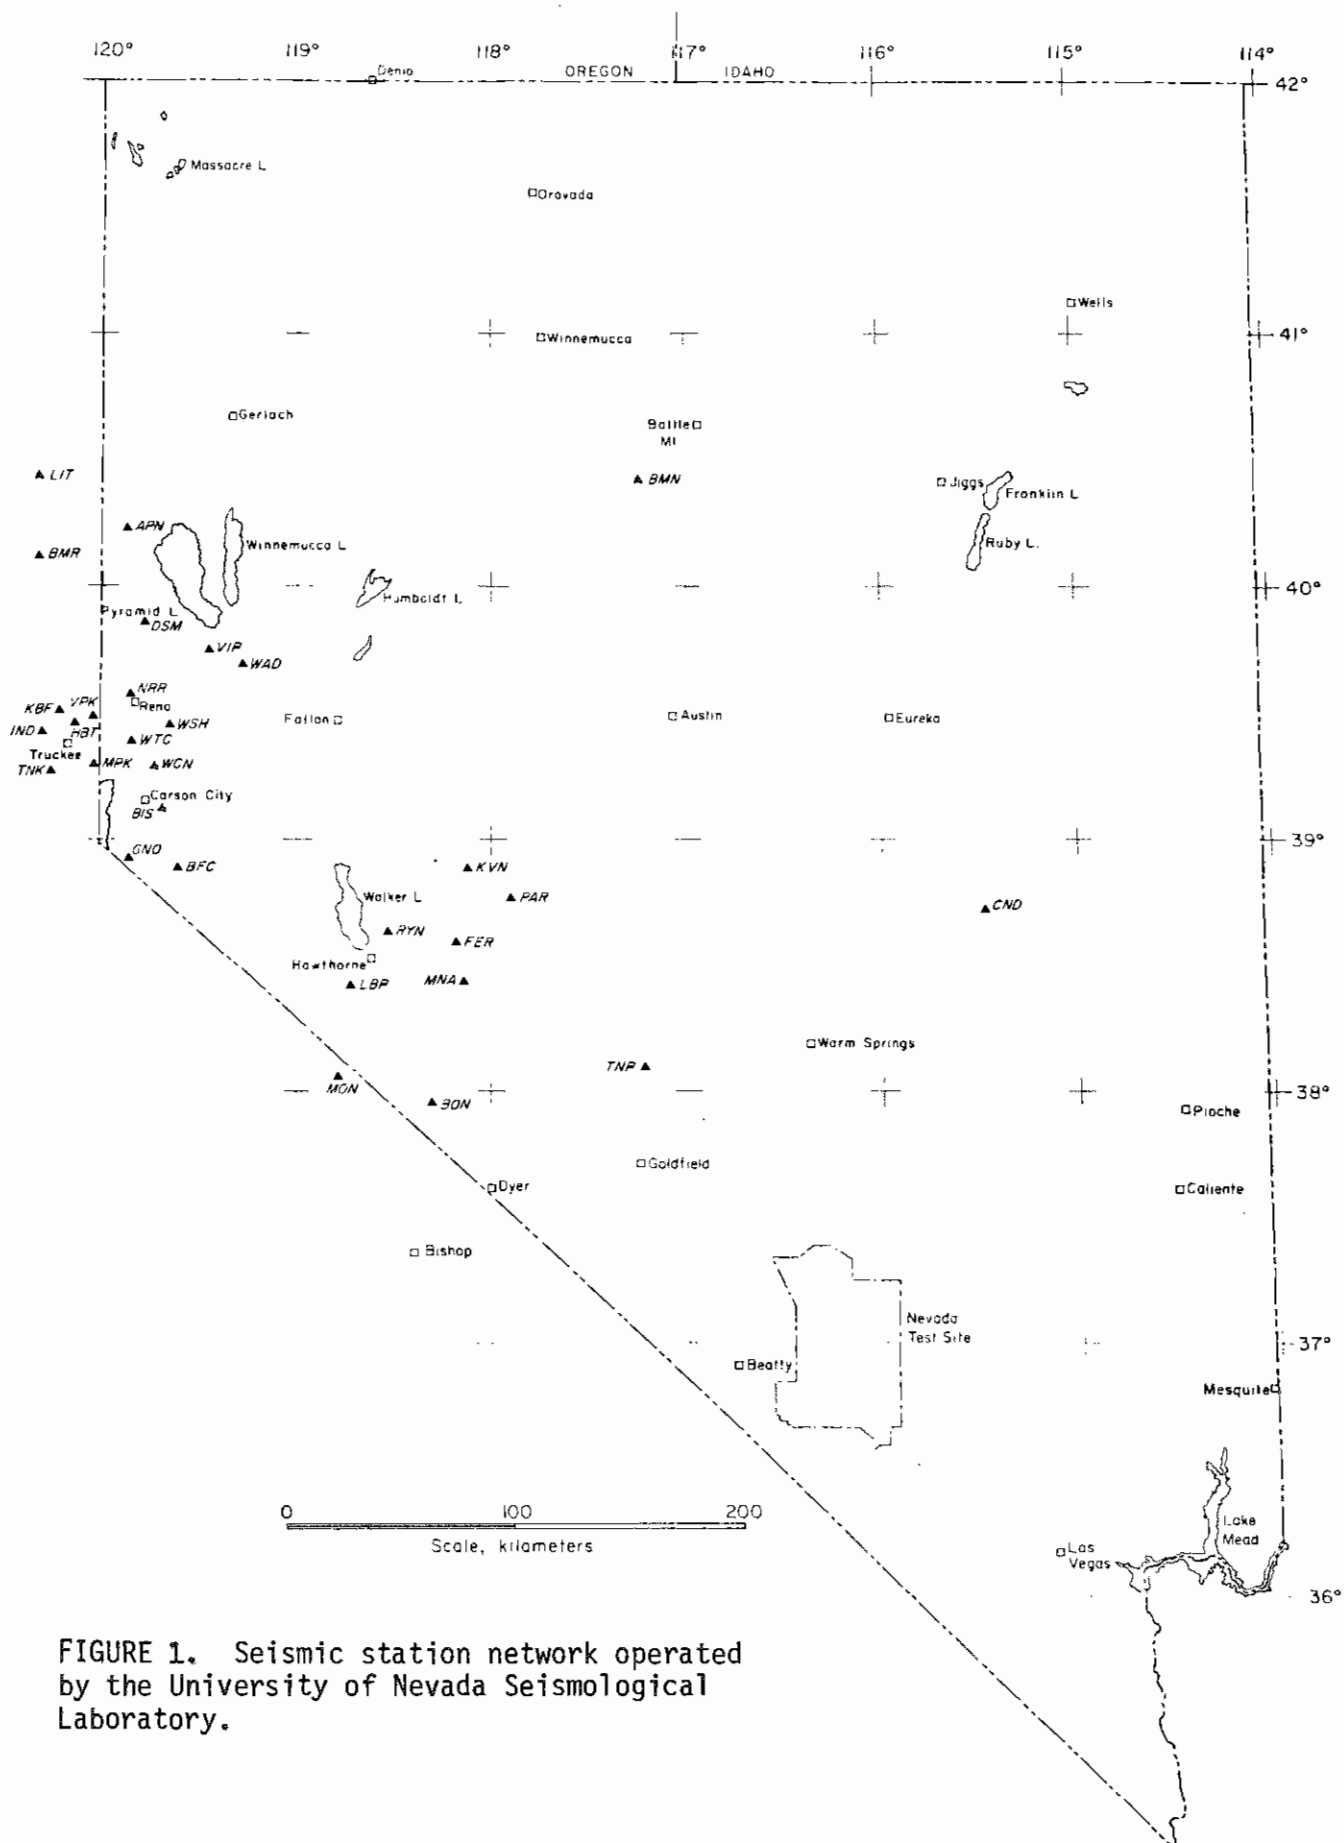 120° 119° 118° 117° 116° 115° 114°
Denio OREGON IDAHO
42°
Massacre L
Orovada
Wells
Winnemucca
41°
Gerlach
Battle
Mt
LIT
BMN
Jiggs
Franklin L
APN
BMR
Winnemucca L
Ruby L.
40°
Humboldt L
Pyramid L
DSM
VIP
WAD
NRR
KBF VPK
Reno
IND HBT
WSH
Fallon
Austin
Eureka
WTC
Truckee
MPK
WCN
TNK
Carson City
BIS
39°
GNO
BFC
KVN
Walker L
PAR
CND
RYN
FER
Hawthorne
LBP
MNA
Warm Springs
TNP
MON
BON
38°
Pioche
Goldfield
Dyer
Caliente
Bishop
Nevada
Test Site
37°
Beatty
Mesquite
0 100 200
Scale, kilometers
Lake
Mead
Las
Vegas
36°
FIGURE 1. Seismic station network operated
by the University of Nevada Seismological
Laboratory.